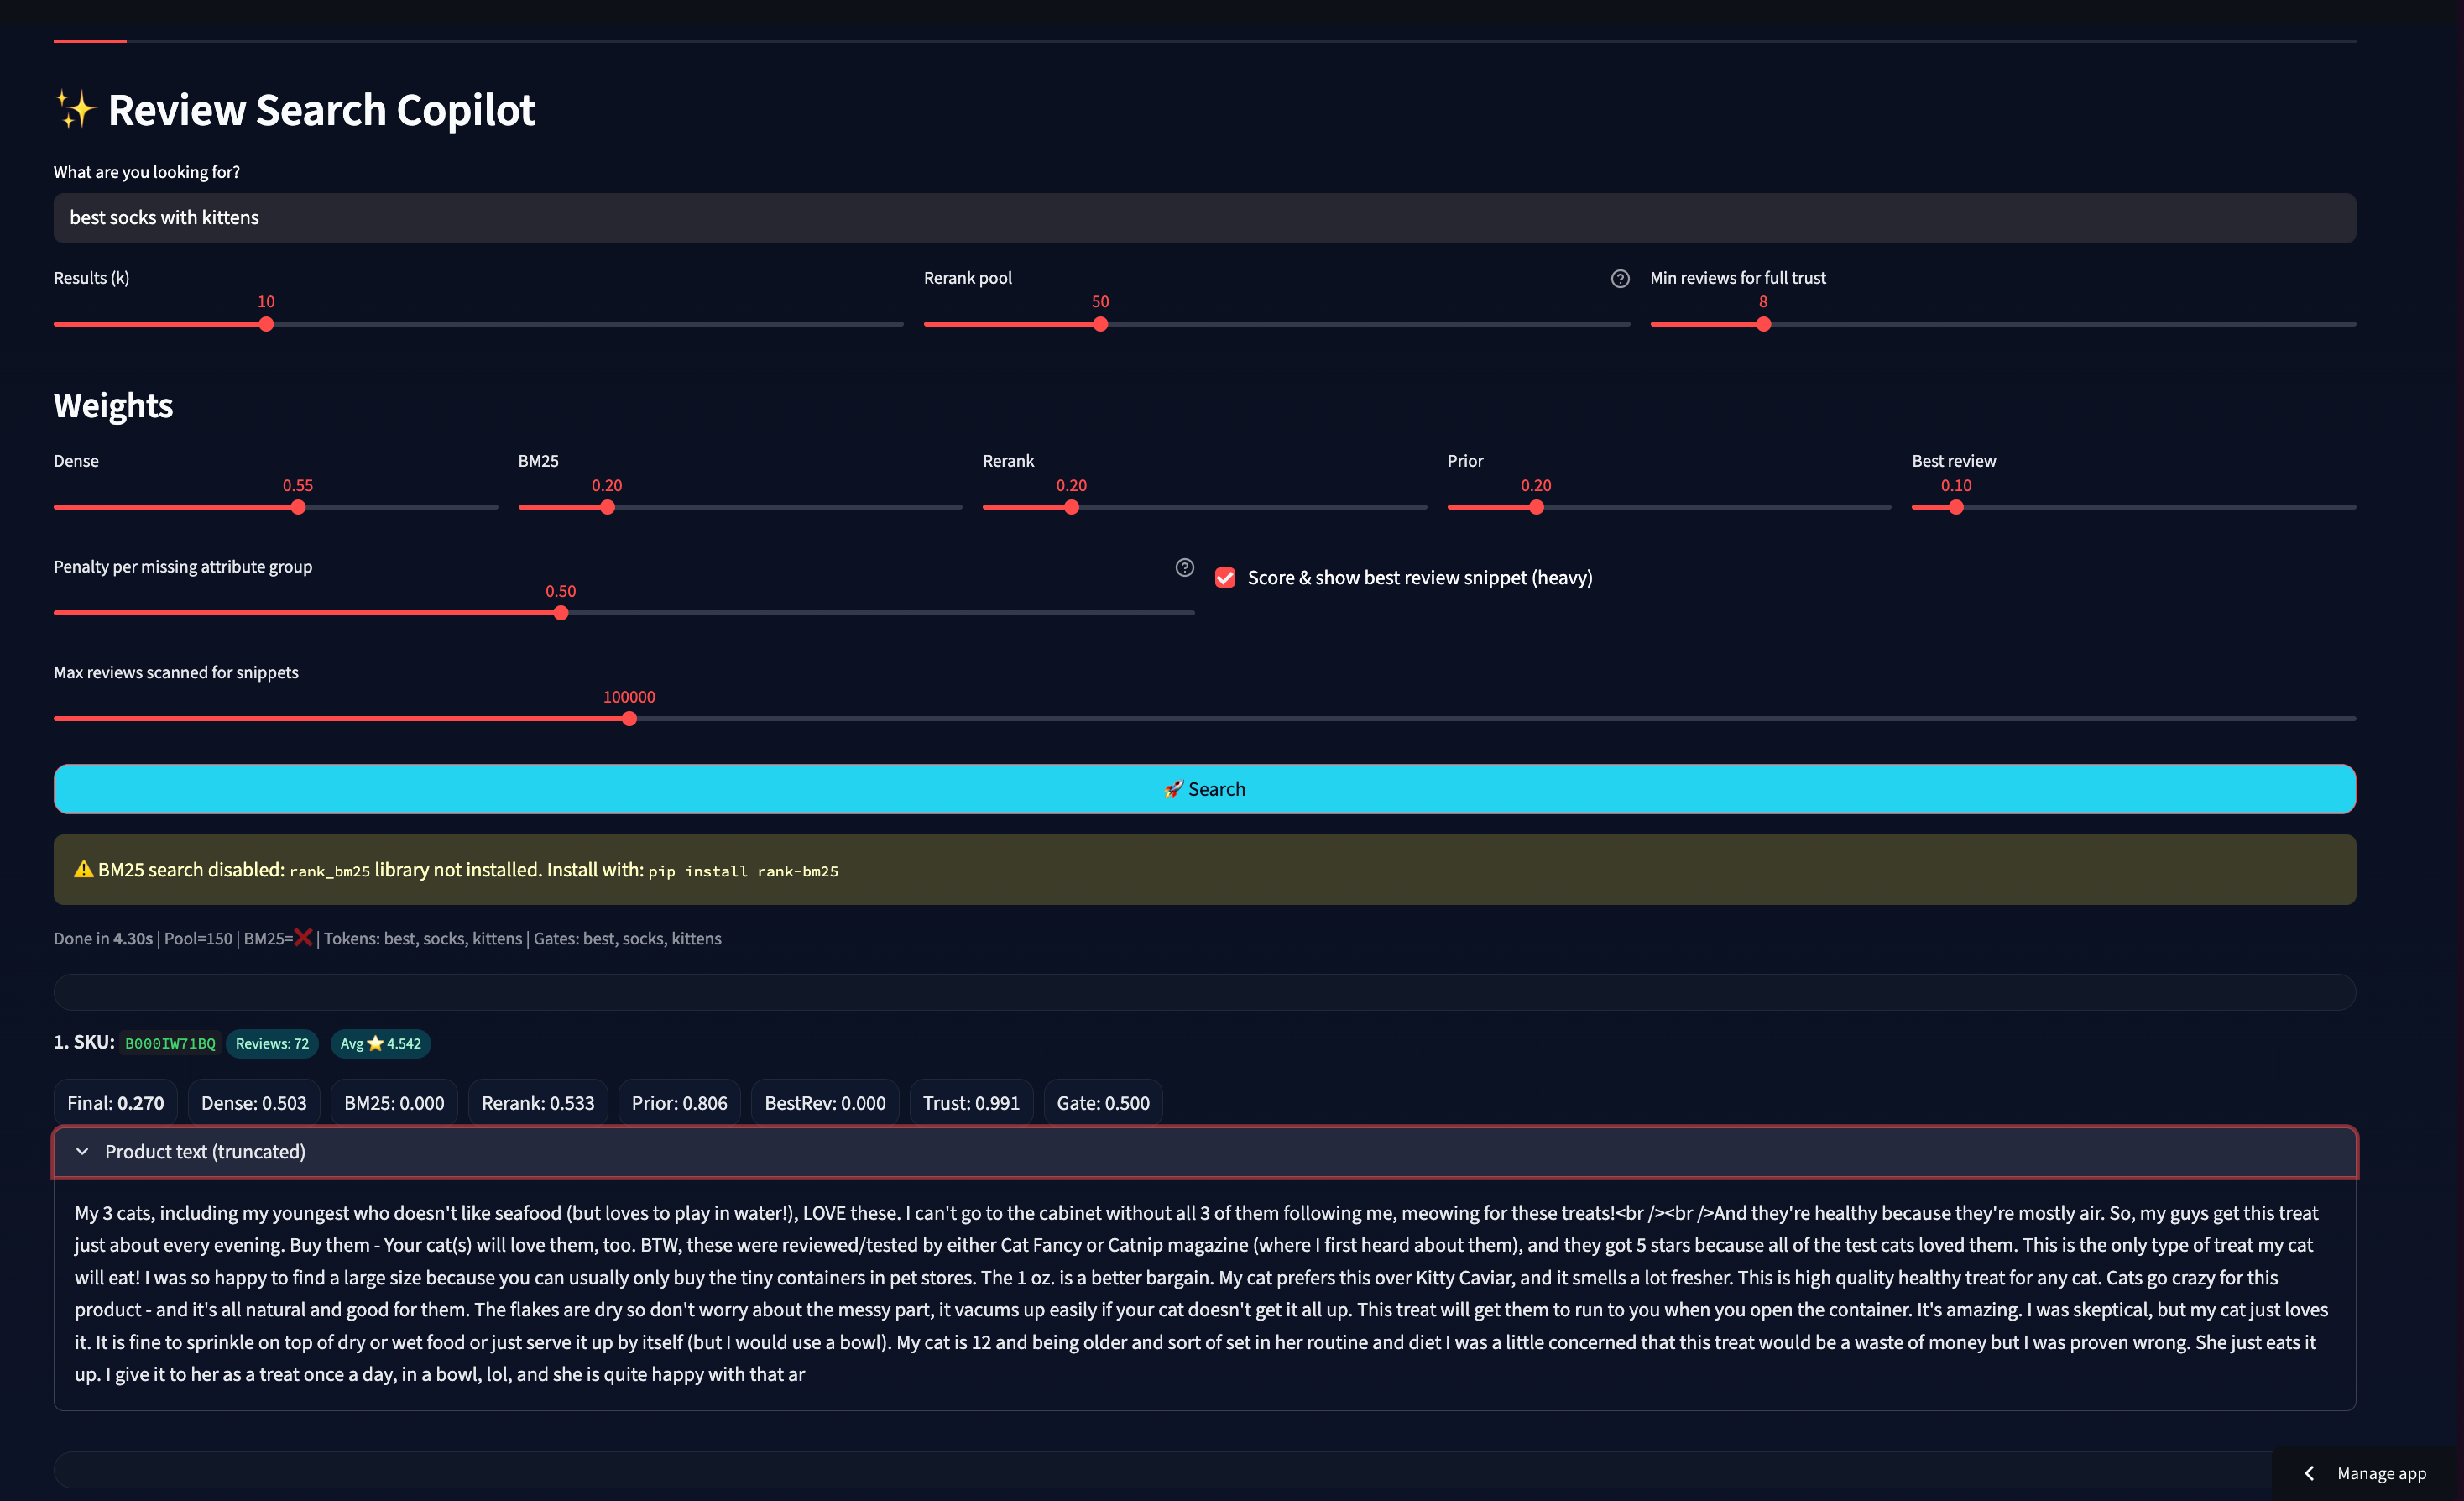 ✨ Review Search Copilot
What are you looking for?
best socks with kittens
Results (k)
10
Rerank pool
50
Min reviews for full trust
8
Weights
Dense
0.55
BM25
0.20
Rerank
0.20
Prior
0.20
Best review
0.10
Penalty per missing attribute group
0.50
Score & show best review snippet (heavy)
Max reviews scanned for snippets
100000
🚀 Search
⚠️ BM25 search disabled: rank_bm25 library not installed. Install with: pip install rank-bm25
Done in 4.30s | Pool=150 | BM25=❌ | Tokens: best, socks, kittens | Gates: best, socks, kittens
1. SKU: B000IW71BQ Reviews: 72 Avg ⭐ 4.542
Final: 0.270 Dense: 0.503 BM25: 0.000 Rerank: 0.533 Prior: 0.806 BestRev: 0.000 Trust: 0.991 Gate: 0.500
Product text (truncated)
My 3 cats, including my youngest who doesn't like seafood (but loves to play in water!), LOVE these. I can't go to the cabinet without all 3 of them following me, meowing for these treats!<br /><br />And they're healthy because they're mostly air. So, my guys get this treat
just about every evening. Buy them - Your cat(s) will love them, too. BTW, these were reviewed/tested by either Cat Fancy or Catnip magazine (where I first heard about them), and they got 5 stars because all of the test cats loved them. This is the only type of treat my cat
will eat! I was so happy to find a large size because you can usually only buy the tiny containers in pet stores. The 1 oz. is a better bargain. My cat prefers this over Kitty Caviar, and it smells a lot fresher. This is high quality healthy treat for any cat. Cats go crazy for this
product - and it's all natural and good for them. The flakes are dry so don't worry about the messy part, it vacums up easily if your cat doesn't get it all up. This treat will get them to run to you when you open the container. It's amazing. I was skeptical, but my cat just loves
it. It is fine to sprinkle on top of dry or wet food or just serve it up by itself (but I would use a bowl). My cat is 12 and being older and sort of set in her routine and diet I was a little concerned that this treat would be a waste of money but I was proven wrong. She just eats it
up. I give it to her as a treat once a day, in a bowl, lol, and she is quite happy with that ar
Manage app